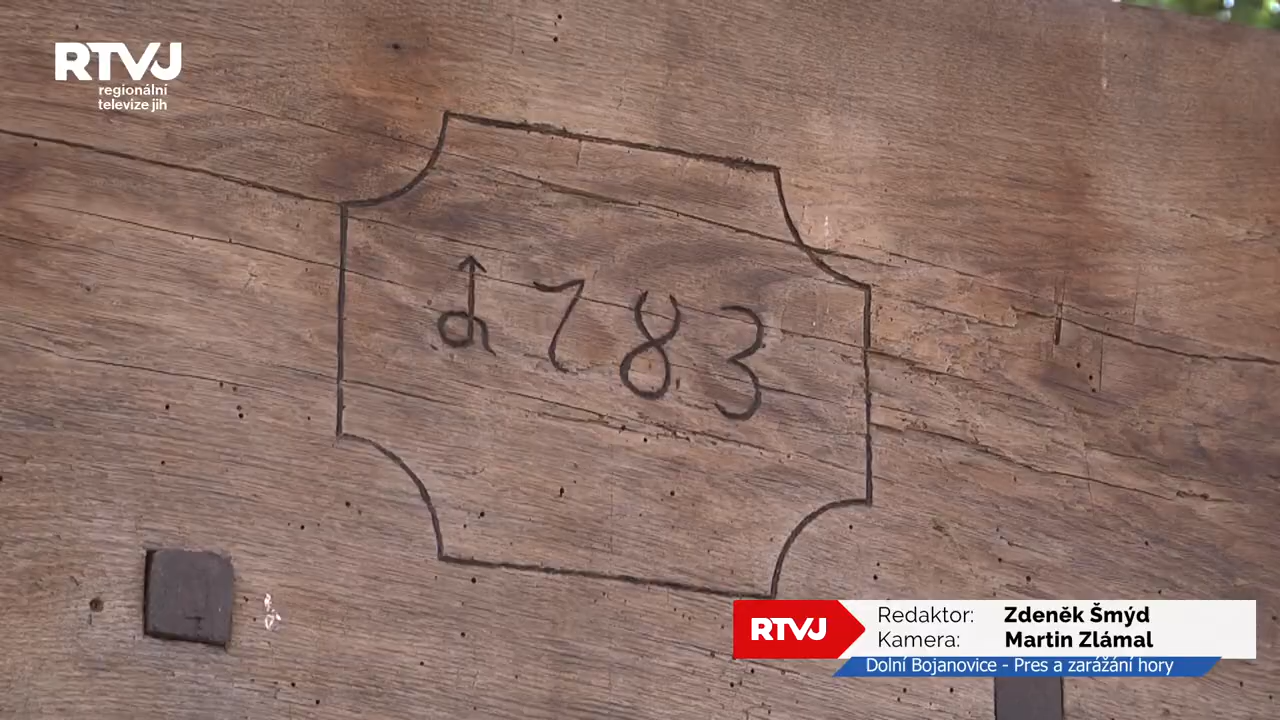 RTVJ
regionální
televize jih
1783
RTVJ
Redaktor: Zdeněk Šmýd
Kamera: Martin Zlámal
Dolní Bojanovice - Pres a zarážání hory